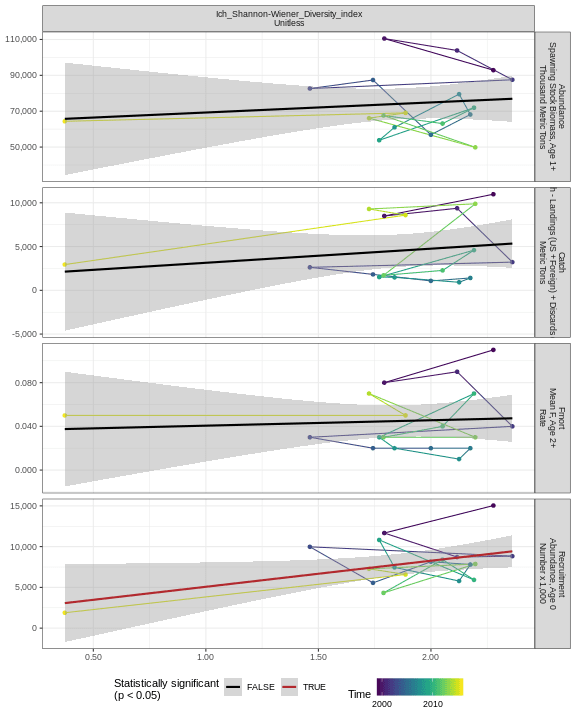 Ich_Shannon-Wiener_Diversity_index
Unitless
110,000
90,000
70,000
50,000
Abundance
Spawning Stock Biomass, Age 1+
Thousand Metric Tons
10,000
5,000
0
-5,000
Catch
h - Landings (US + Foreign) + Discards
Metric Tons
0.080
0.040
0.000
Fmort
Mean F, Age 2+
Rate
15,000
10,000
5,000
0
Recruitment
Abundance, Age 0
Number x 1,000
0.50 1.00 1.50 2.00
Statistically significant
(p < 0.05)
FALSE TRUE
Time
2000 2010